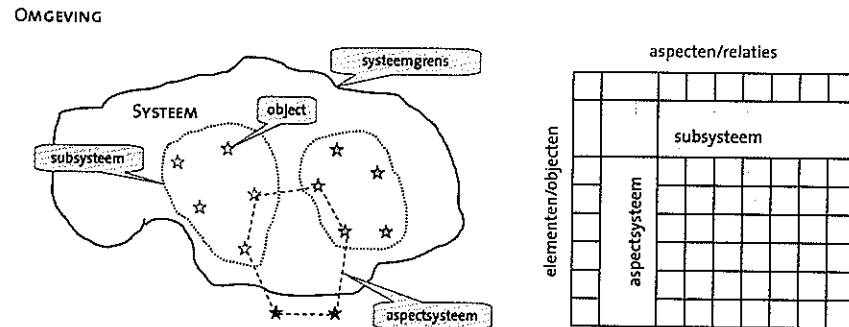 OMGEVING
systeemgrens
SYSTEEM
object
subsysteem
aspectsysteem
aspecten/relaties
elementen/objecten
subsysteem
aspectsysteem